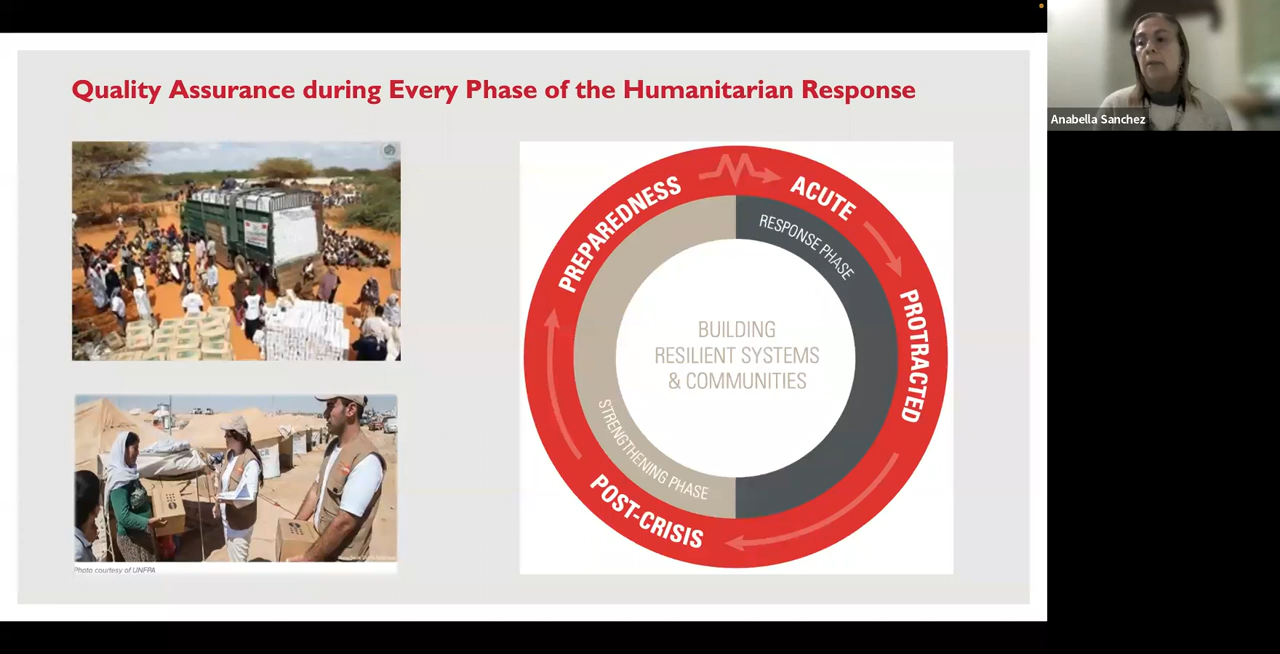 Quality Assurance during Every Phase of the Humanitarian Response
Anabella Sanchez
PREPAREDNESS
ACUTE
RESPONSE PHASE
PROTRACTED
BUILDING
RESILIENT SYSTEMS
& COMMUNITIES
STRENGTHENING PHASE
POST-CRISIS
Photo courtesy of UNFPA